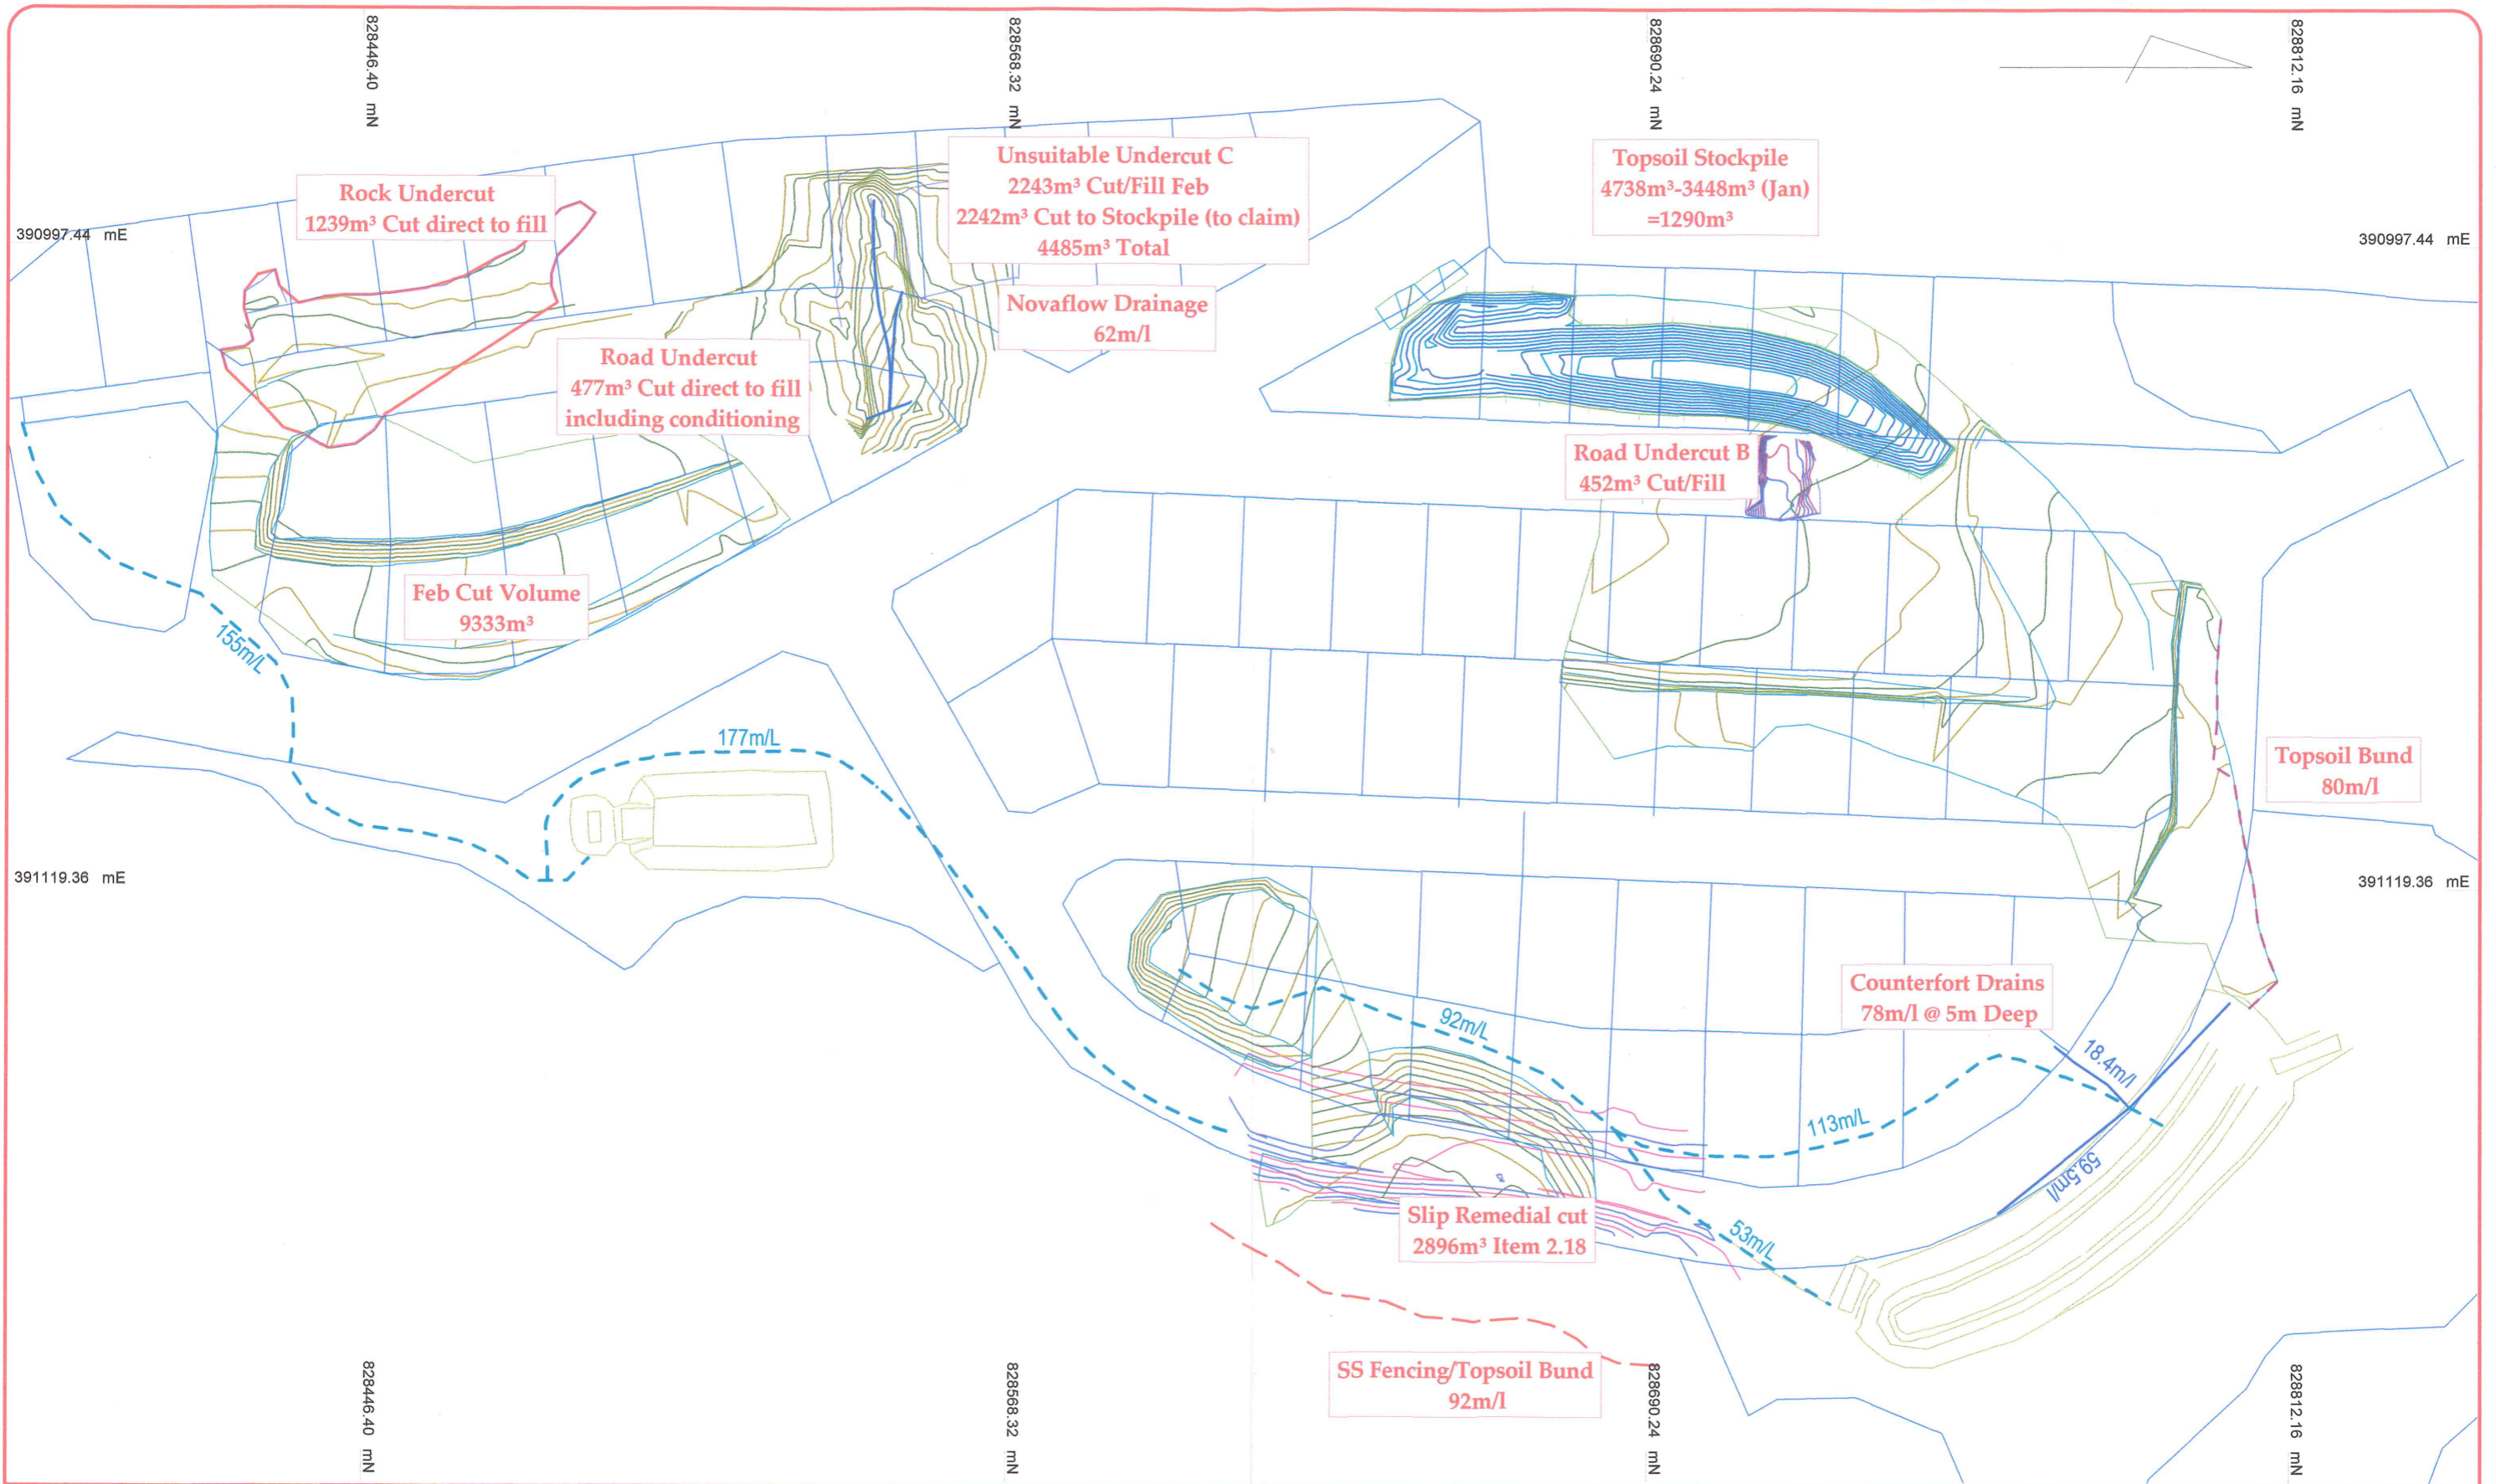 828446.40 mN
828568.32 mN
828690.24 mN
828812.16 mN
Unsuitable Undercut C
2243m³ Cut/Fill Feb
2242m³ Cut to Stockpile (to claim)
4485m³ Total
Topsoil Stockpile
4738m³-3448m³ (Jan)
=1290m³
Rock Undercut
1239m³ Cut direct to fill
390997.44 mE
390997.44 mE
Novaflow Drainage
62m/l
Road Undercut
477m³ Cut direct to fill
including conditioning
Road Undercut B
452m³ Cut/Fill
Feb Cut Volume
9333m³
155m/L
177m/L
Topsoil Bund
80m/l
391119.36 mE
391119.36 mE
Counterfort Drains
78m/l @ 5m Deep
92m/L
18.4m/l
113m/L
59.5m/l
Slip Remedial cut
2896m³ Item 2.18
53m/L
SS Fencing/Topsoil Bund
92m/l
828446.40 mN
828568.32 mN
828690.24 mN
828812.16 mN